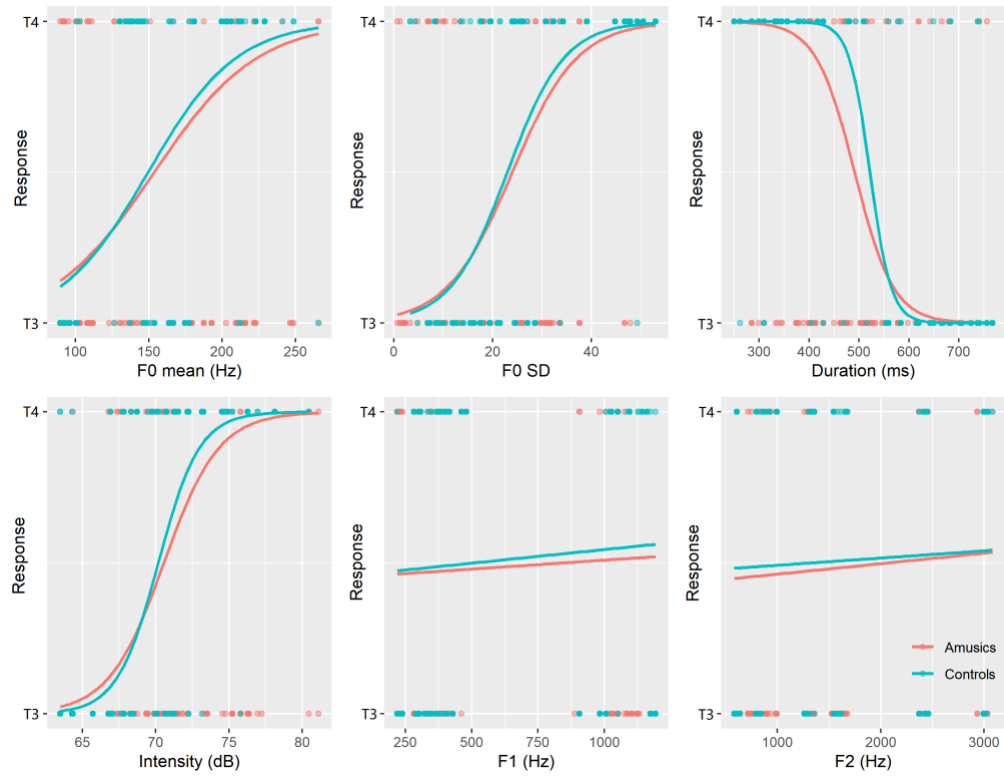 T4
Response
T3
100 150 200 250
F0 mean (Hz)
T4
Response
T3
0 20 40
F0 SD
T4
Response
T3
300 400 500 600 700
Duration (ms)
T4
Response
T3
65 70 75 80
Intensity (dB)
T4
Response
T3
250 500 750 1000
F1 (Hz)
T4
Response
T3
1000 2000 3000
F2 (Hz)
Amusics
Controls